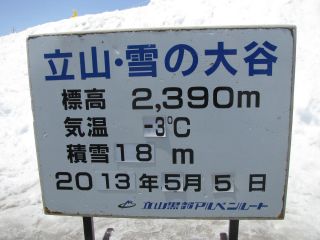 立山・雪の大谷
標高 2,390m
気温 -3℃
積雪 18 m
2013年5月5日
立山黒部アルペンルート